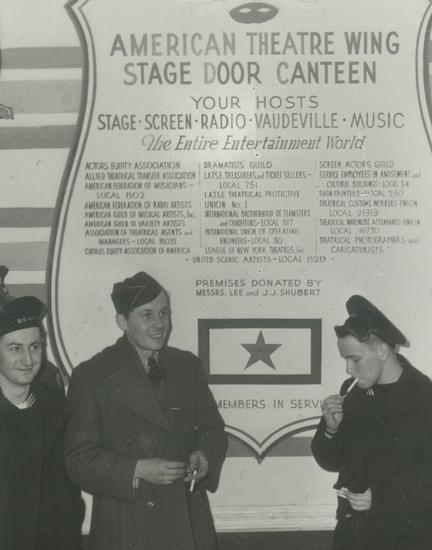 AMERICAN THEATRE WING
STAGE DOOR CANTEEN
YOUR HOSTS
STAGE · SCREEN · RADIO · VAUDEVILLE · MUSIC
The Entire Entertainment World
ACTORS EQUITY ASSOCIATION
ALLIED THEATRICAL TRANSFER ASSOCIATION
AMERICAN FEDERATION OF MUSICIANS—
LOCAL 802
AMERICAN FEDERATION OF RADIO ARTISTS
AMERICAN GUILD OF MUSICAL ARTISTS, INC.
AMERICAN GUILD OF VARIETY ARTISTS
ASSOCIATION OF THEATRICAL AGENTS and
MANAGERS—LOCAL 18032
CHORUS EQUITY ASSOCIATION OF AMERICA
DRAMATISTS' GUILD
I.A.T.S.E. TREASURERS and TICKET SELLERS—
LOCAL 751
I.A.T.S.E. THEATRICAL PROTECTIVE
UNION No. 1
INTERNATIONAL BROTHERHOOD OF TEAMSTERS
and CHAUFFEURS—LOCAL 817
INTERNATIONAL UNION OF OPERATING
ENGINEERS—LOCAL 30
LEAGUE OF NEW YORK THEATRES, INC.
SCREEN ACTORS GUILD
SERVICE EMPLOYEES IN AMUSEMENT and
CULTURAL BUILDINGS—LOCAL 54
SIGN PAINTERS—LOCAL 230
THEATRICAL COSTUME WORKERS UNION
LOCAL 21313
THEATRICAL WARDROBE ATTENDANTS UNION
LOCAL 16770
THEATRICAL PHOTOGRAPHERS and
CARICATURISTS
· UNITED SCENIC ARTISTS—LOCAL 829 ·
PREMISES DONATED BY
MESSRS. LEE and J.J. SHUBERT
MEMBERS IN